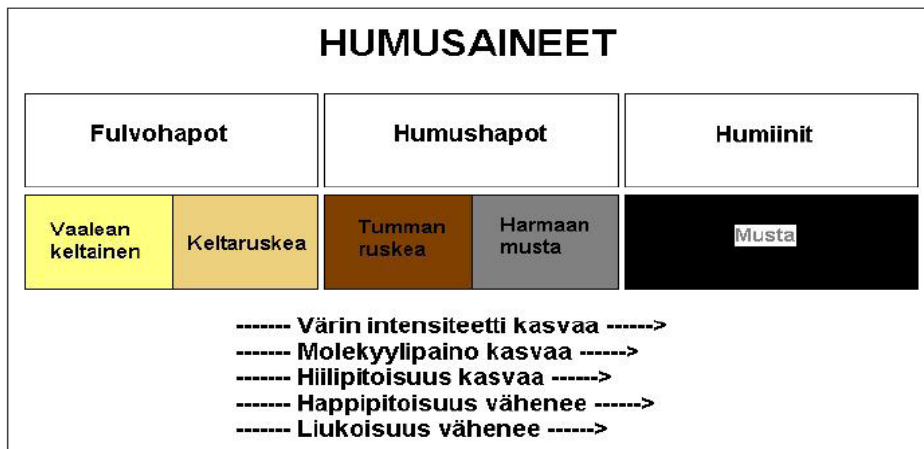 HUMUSAINEET
Fulvohapot Humushapot Humiinit
Vaalean
keltainen
Keltaruskea
Tumman
ruskea
Harmaan
musta
Musta
------- Värin intensiteetti kasvaa ------>
------- Molekyylipaino kasvaa ------>
------- Hiilipitoisuus kasvaa ------>
------- Happipitoisuus vähenee ------>
------- Liukoisuus vähenee ------>